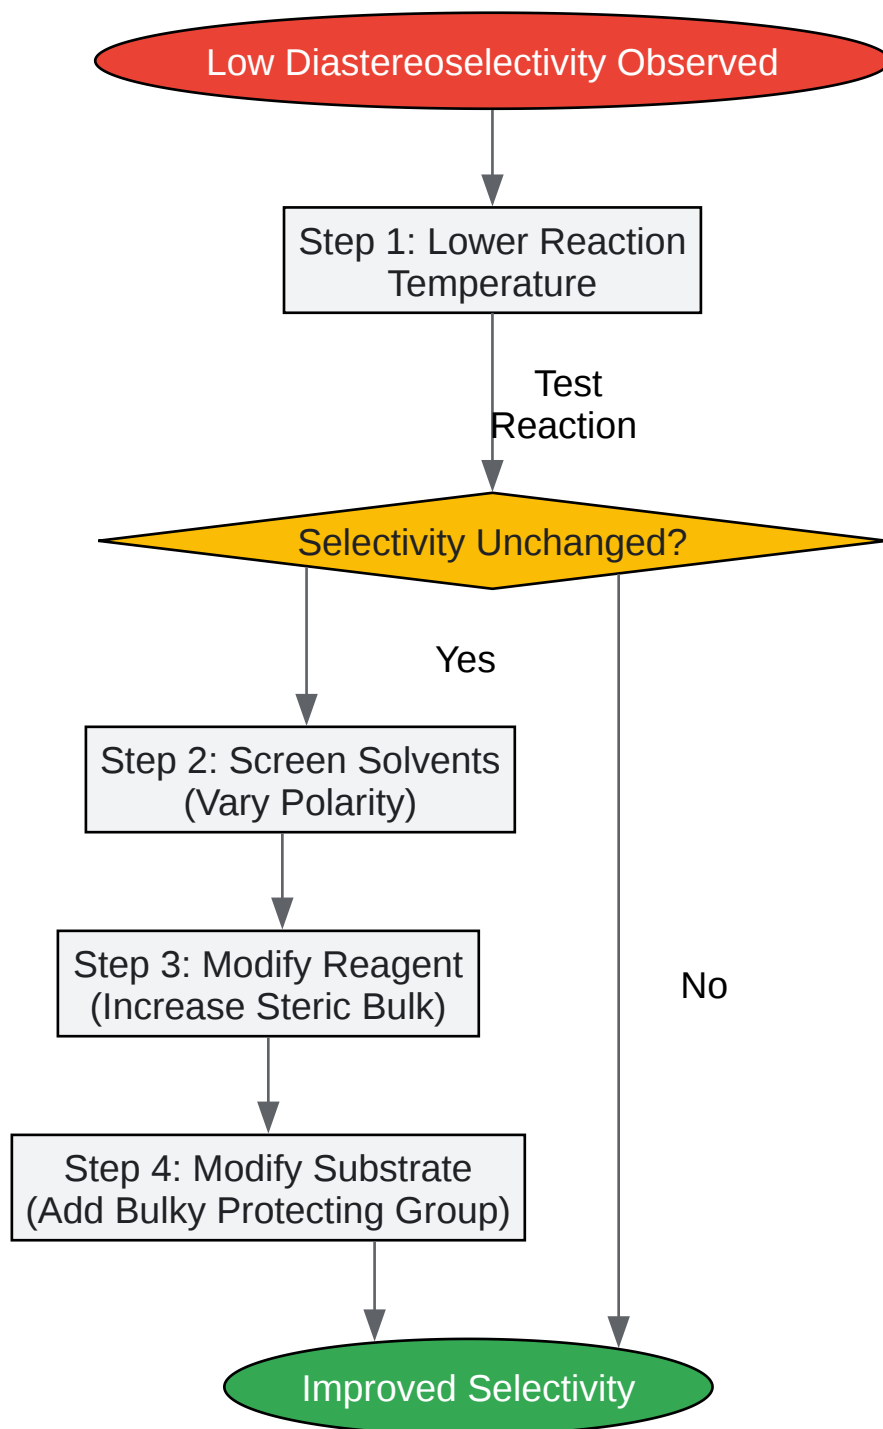 Low Diastereoselectivity Observed
Step 1: Lower Reaction
Temperature
Test
Reaction
Selectivity Unchanged?
Yes
Step 2: Screen Solvents
(Vary Polarity)
Step 3: Modify Reagent
(Increase Steric Bulk)
No
Step 4: Modify Substrate
(Add Bulky Protecting Group)
Improved Selectivity